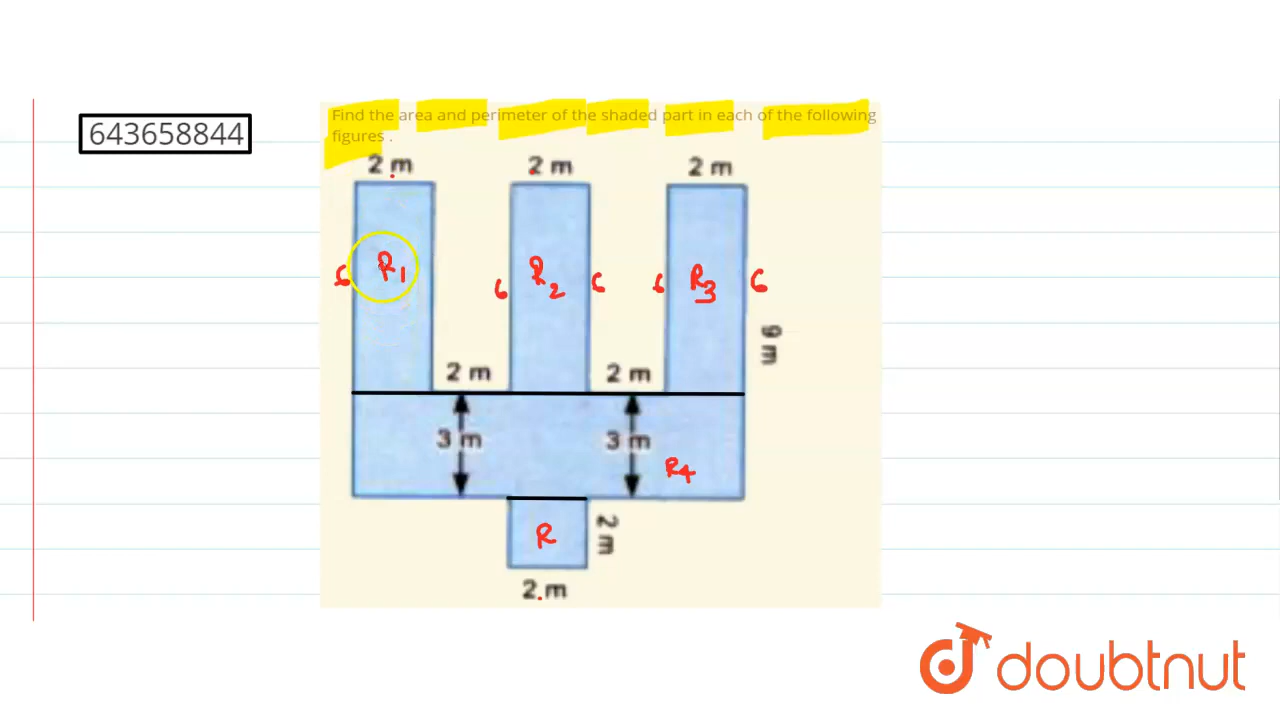 643658844
Find the area and perimeter of the shaded part in each of the following
figures .
2 m 2 m 2 m
6 R1 6 R2 6 6 R3 6
9 m
2 m 2 m
3 m 3 m
R4
R 2 m
2 m
doubtnut